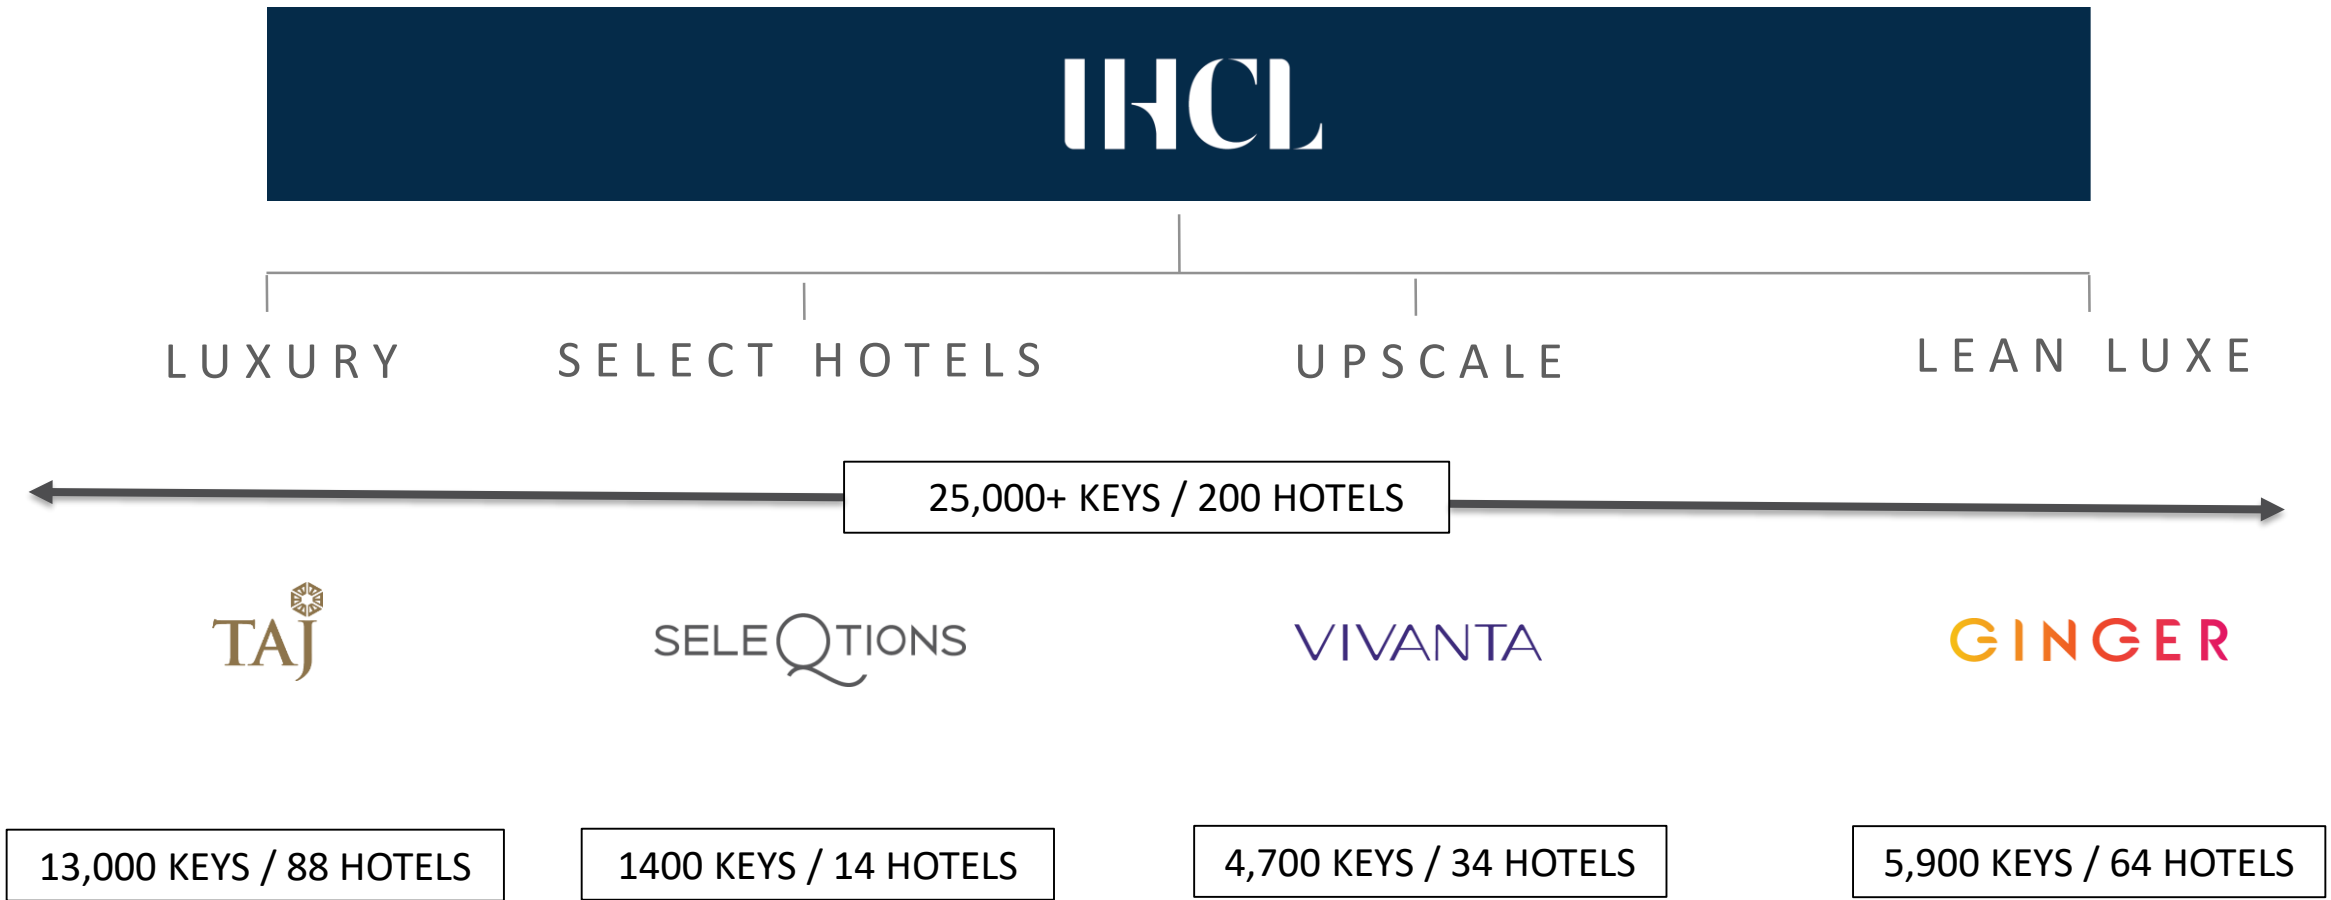 IHCL
LUXURY
SELECT HOTELS
UPSCALE
LEAN LUXE
25,000+ KEYS / 200 HOTELS
TAJ
SELEQTIONS
VIVANTA
GINGER
13,000 KEYS / 88 HOTELS
1400 KEYS / 14 HOTELS
4,700 KEYS / 34 HOTELS
5,900 KEYS / 64 HOTELS